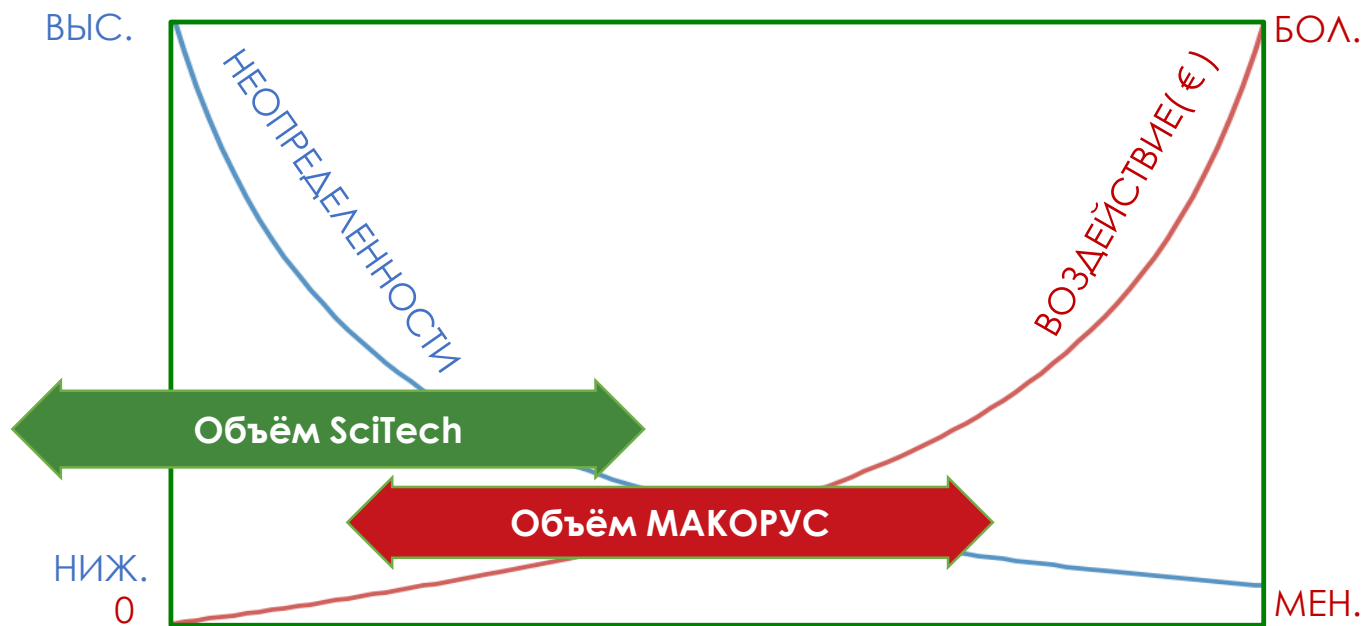 ВЫС.
БОЛ.
НЕОПРЕДЕЛЕННОСТИ
ВОЗДЕЙСТВИЕ( € )
Объём SciTech
Объём МАКОРУС
НИЖ.
0
МЕН.